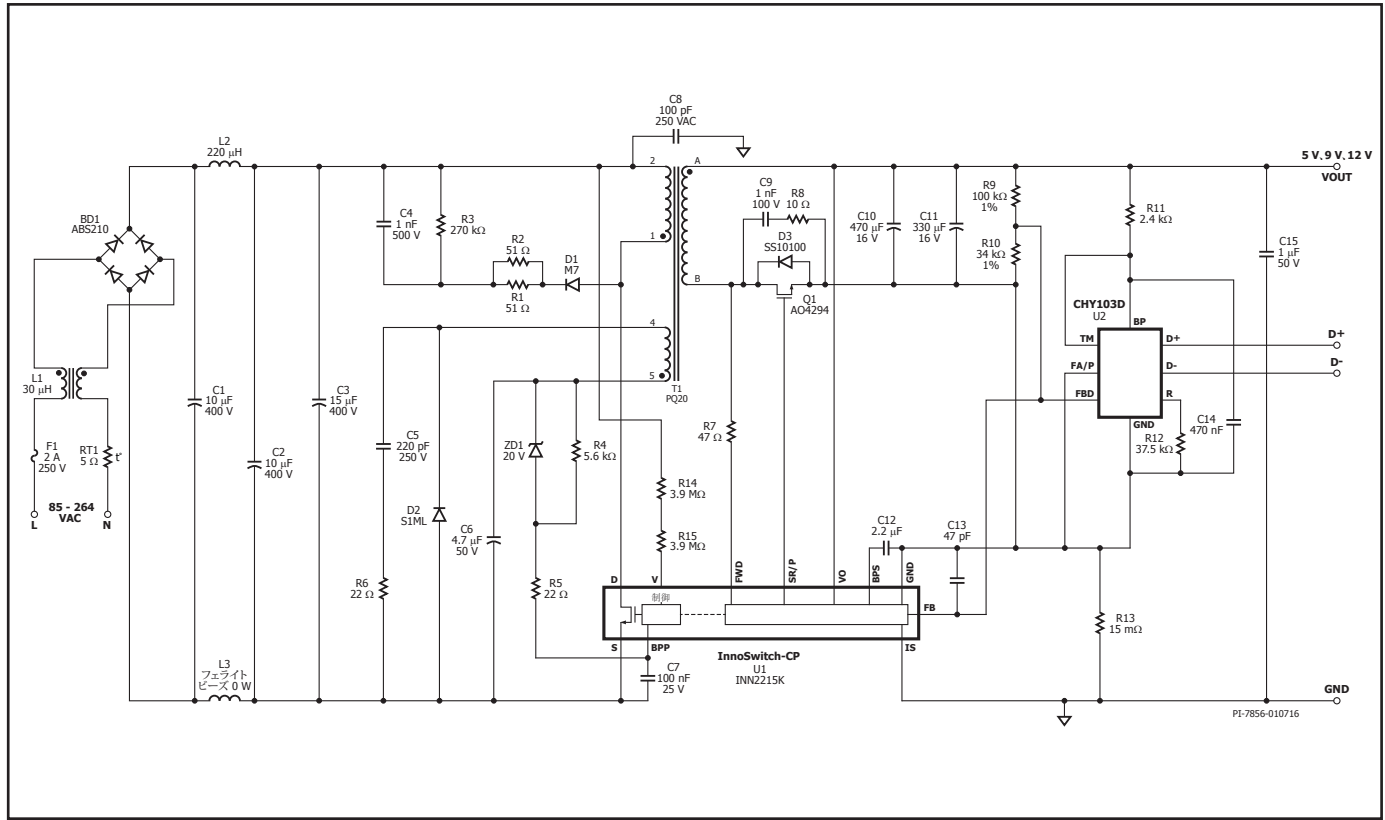 C8
100 pF
250 VAC
L2
220 μH
2
A
5 V、9 V、12 V
VOUT
BD1
ABS210
C4
1 nF
500 V
R3
270 kΩ
R2
51 Ω
R1
51 Ω
D1
M7
1
C9
1 nF
100 V
R8
10 Ω
D3
SS10100
B
Q1
AO4294
C10
470 μF
16 V
C11
330 μF
16 V
R9
100 kΩ
1%
R10
34 kΩ
1%
R11
2.4 kΩ
C15
1 μF
50 V
CHY103D
U2
BP
TM
D+
D+
FA/P
D-
D-
FBD
R
GND
C14
470 nF
R12
37.5 kΩ
4
5
T1
PQ20
L1
30 μH
C1
10 μF
400 V
C3
15 μF
400 V
F1
2 A
250 V
RT1
5 Ω
t°
C2
10 μF
400 V
C5
220 pF
250 V
ZD1
20 V
R4
5.6 kΩ
R7
47 Ω
85 - 264
VAC
L
N
D2
S1ML
C6
4.7 μF
50 V
R14
3.9 MΩ
R15
3.9 MΩ
C12
2.2 μF
C13
47 pF
R6
22 Ω
R5
22 Ω
D
V
FWD
SR/P
VO
BPS
GND
制御
FB
S
BPP
IS
R13
15 mΩ
InnoSwitch-CP
U1
INN2215K
C7
100 nF
25 V
L3
フェライト
ビーズ 0 W
GND
PI-7856-010716